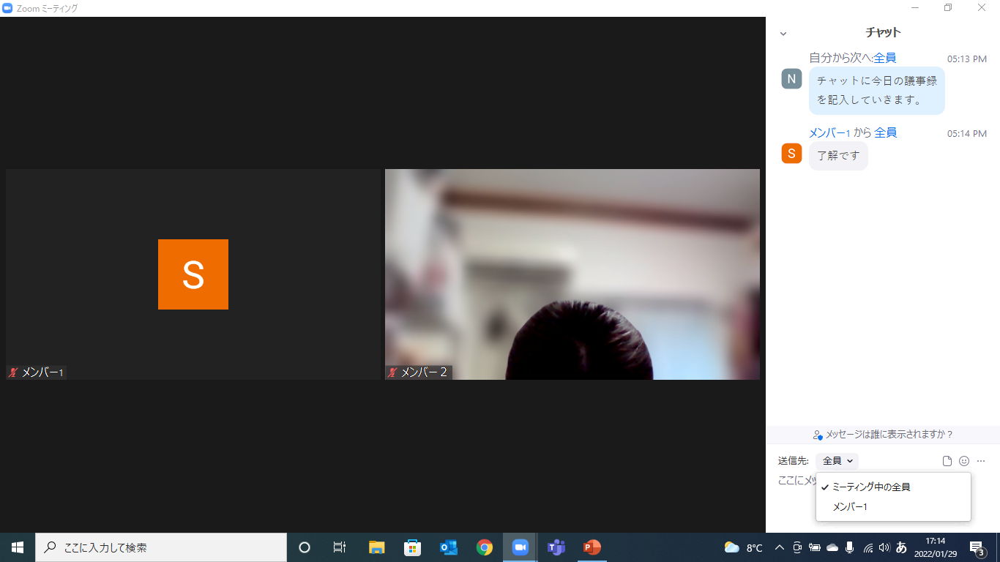 Zoom ミーティング
チャット
自分から次へ:全員 05:13 PM
N
チャットに今日の議事録
を記入していきます。
メンバー1 から 全員 05:14 PM
S
了解です
S
メンバー1
メンバー２
メッセージは誰に表示されますか？
送信先: 全員
ここにメッ
ミーティング中の全員
メンバー1
ここに入力して検索
8°C
あ
17:14
2022/01/29
3